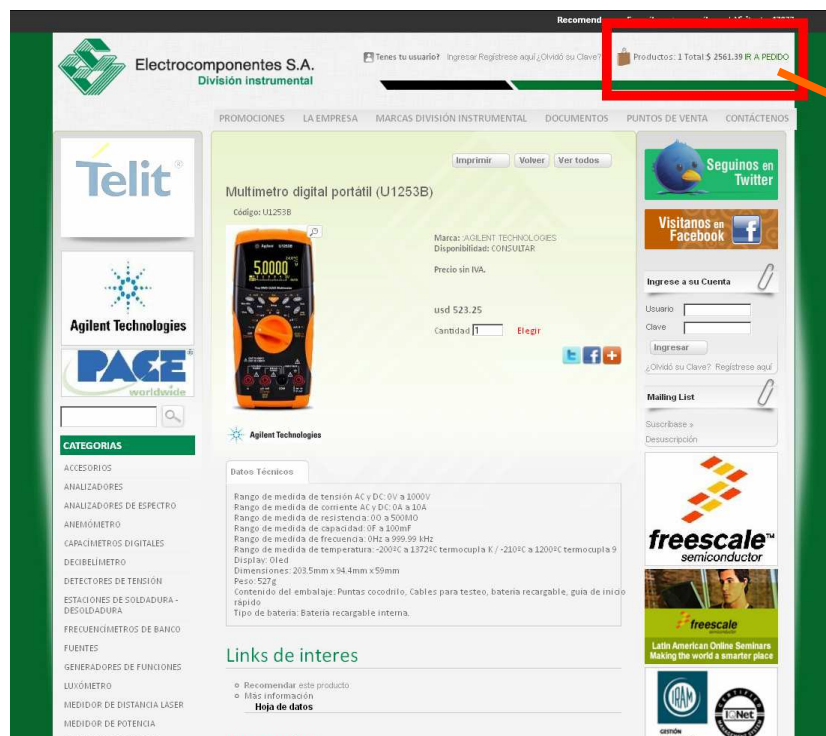 Electrocomponentes S.A.
División instrumental
Tenes tu usuario? Ingresar Regístrese aquí ¿Olvidó su Clave?
Productos: 1 Total $ 2561.39 IR A PEDIDO
PROMOCIONES LA EMPRESA MARCAS DIVISIÓN INSTRUMENTAL DOCUMENTOS PUNTOS DE VENTA CONTÁCTENOS
Telit
Agilent Technologies
PACE
worldwide
CATEGORIAS
ACCESORIOS
ANALIZADORES
ANALIZADORES DE ESPECTRO
ANEMÓMETRO
CAPACÍMETROS DIGITALES
DECIBELÍMETRO
DETECTORES DE TENSIÓN
ESTACIONES DE SOLDADURA -
DESOLDADURA
FRECUENCÍMETROS DE BANCO
FUENTES
GENERADORES DE FUNCIONES
LUXÓMETRO
MEDIDOR DE DISTANCIA LASER
MEDIDOR DE POTENCIA
Imprimir Volver Ver todos
Multimetro digital portátil (U1253B)
Código: U1253B
5.0000
Marca: :AGILENT TECHNOLOGIES
Disponibilidad: CONSULTAR
Precio sin IVA.
usd 523.25
Cantidad 1 Elegir
Agilent Technologies
Datos Técnicos
Rango de medida de tensión AC y DC: 0V a 1000V
Rango de medida de corriente AC y DC: 0A a 10A
Rango de medida de resistencia: 0O a 500MO
Rango de medida de capacidad: 0F a 100mF
Rango de medida de frecuencia: 0Hz a 999.99 kHz
Rango de medida de temperatura: -200ºC a 1372ºC termocupla K / -210ºC a 1200ºC termocupla 9
Display: Oled
Dimensiones: 203.5mm x 94.4mm x 59mm
Peso: 527g
Contenido del embalaje: Puntas cocodrilo, Cables para testeo, batería recargable, guia de inicio
rápido
Tipo de batería: Batería recargable interna.
Links de interes
Recomendar este producto
Más información
Hoja de datos
Seguinos en
Twitter
Visitanos en
Facebook
Ingrese a su Cuenta
Usuario
Clave
Ingresar
¿Olvidó su Clave? Regístrese aquí
Mailing List
Suscríbase »
Desuscripción
freescale™
semiconductor
freescale
semiconductor
Latin American Online Seminars
Making the world a smarter place
IRAM
IQNet
GESTIÓN